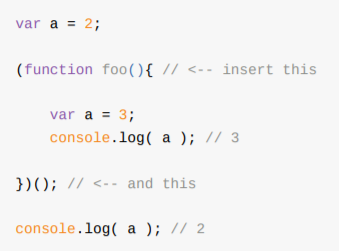 var a = 2;
(function foo(){ // <-- insert this
var a = 3;
console.log( a ); // 3
})(); // <-- and this
console.log( a ); // 2